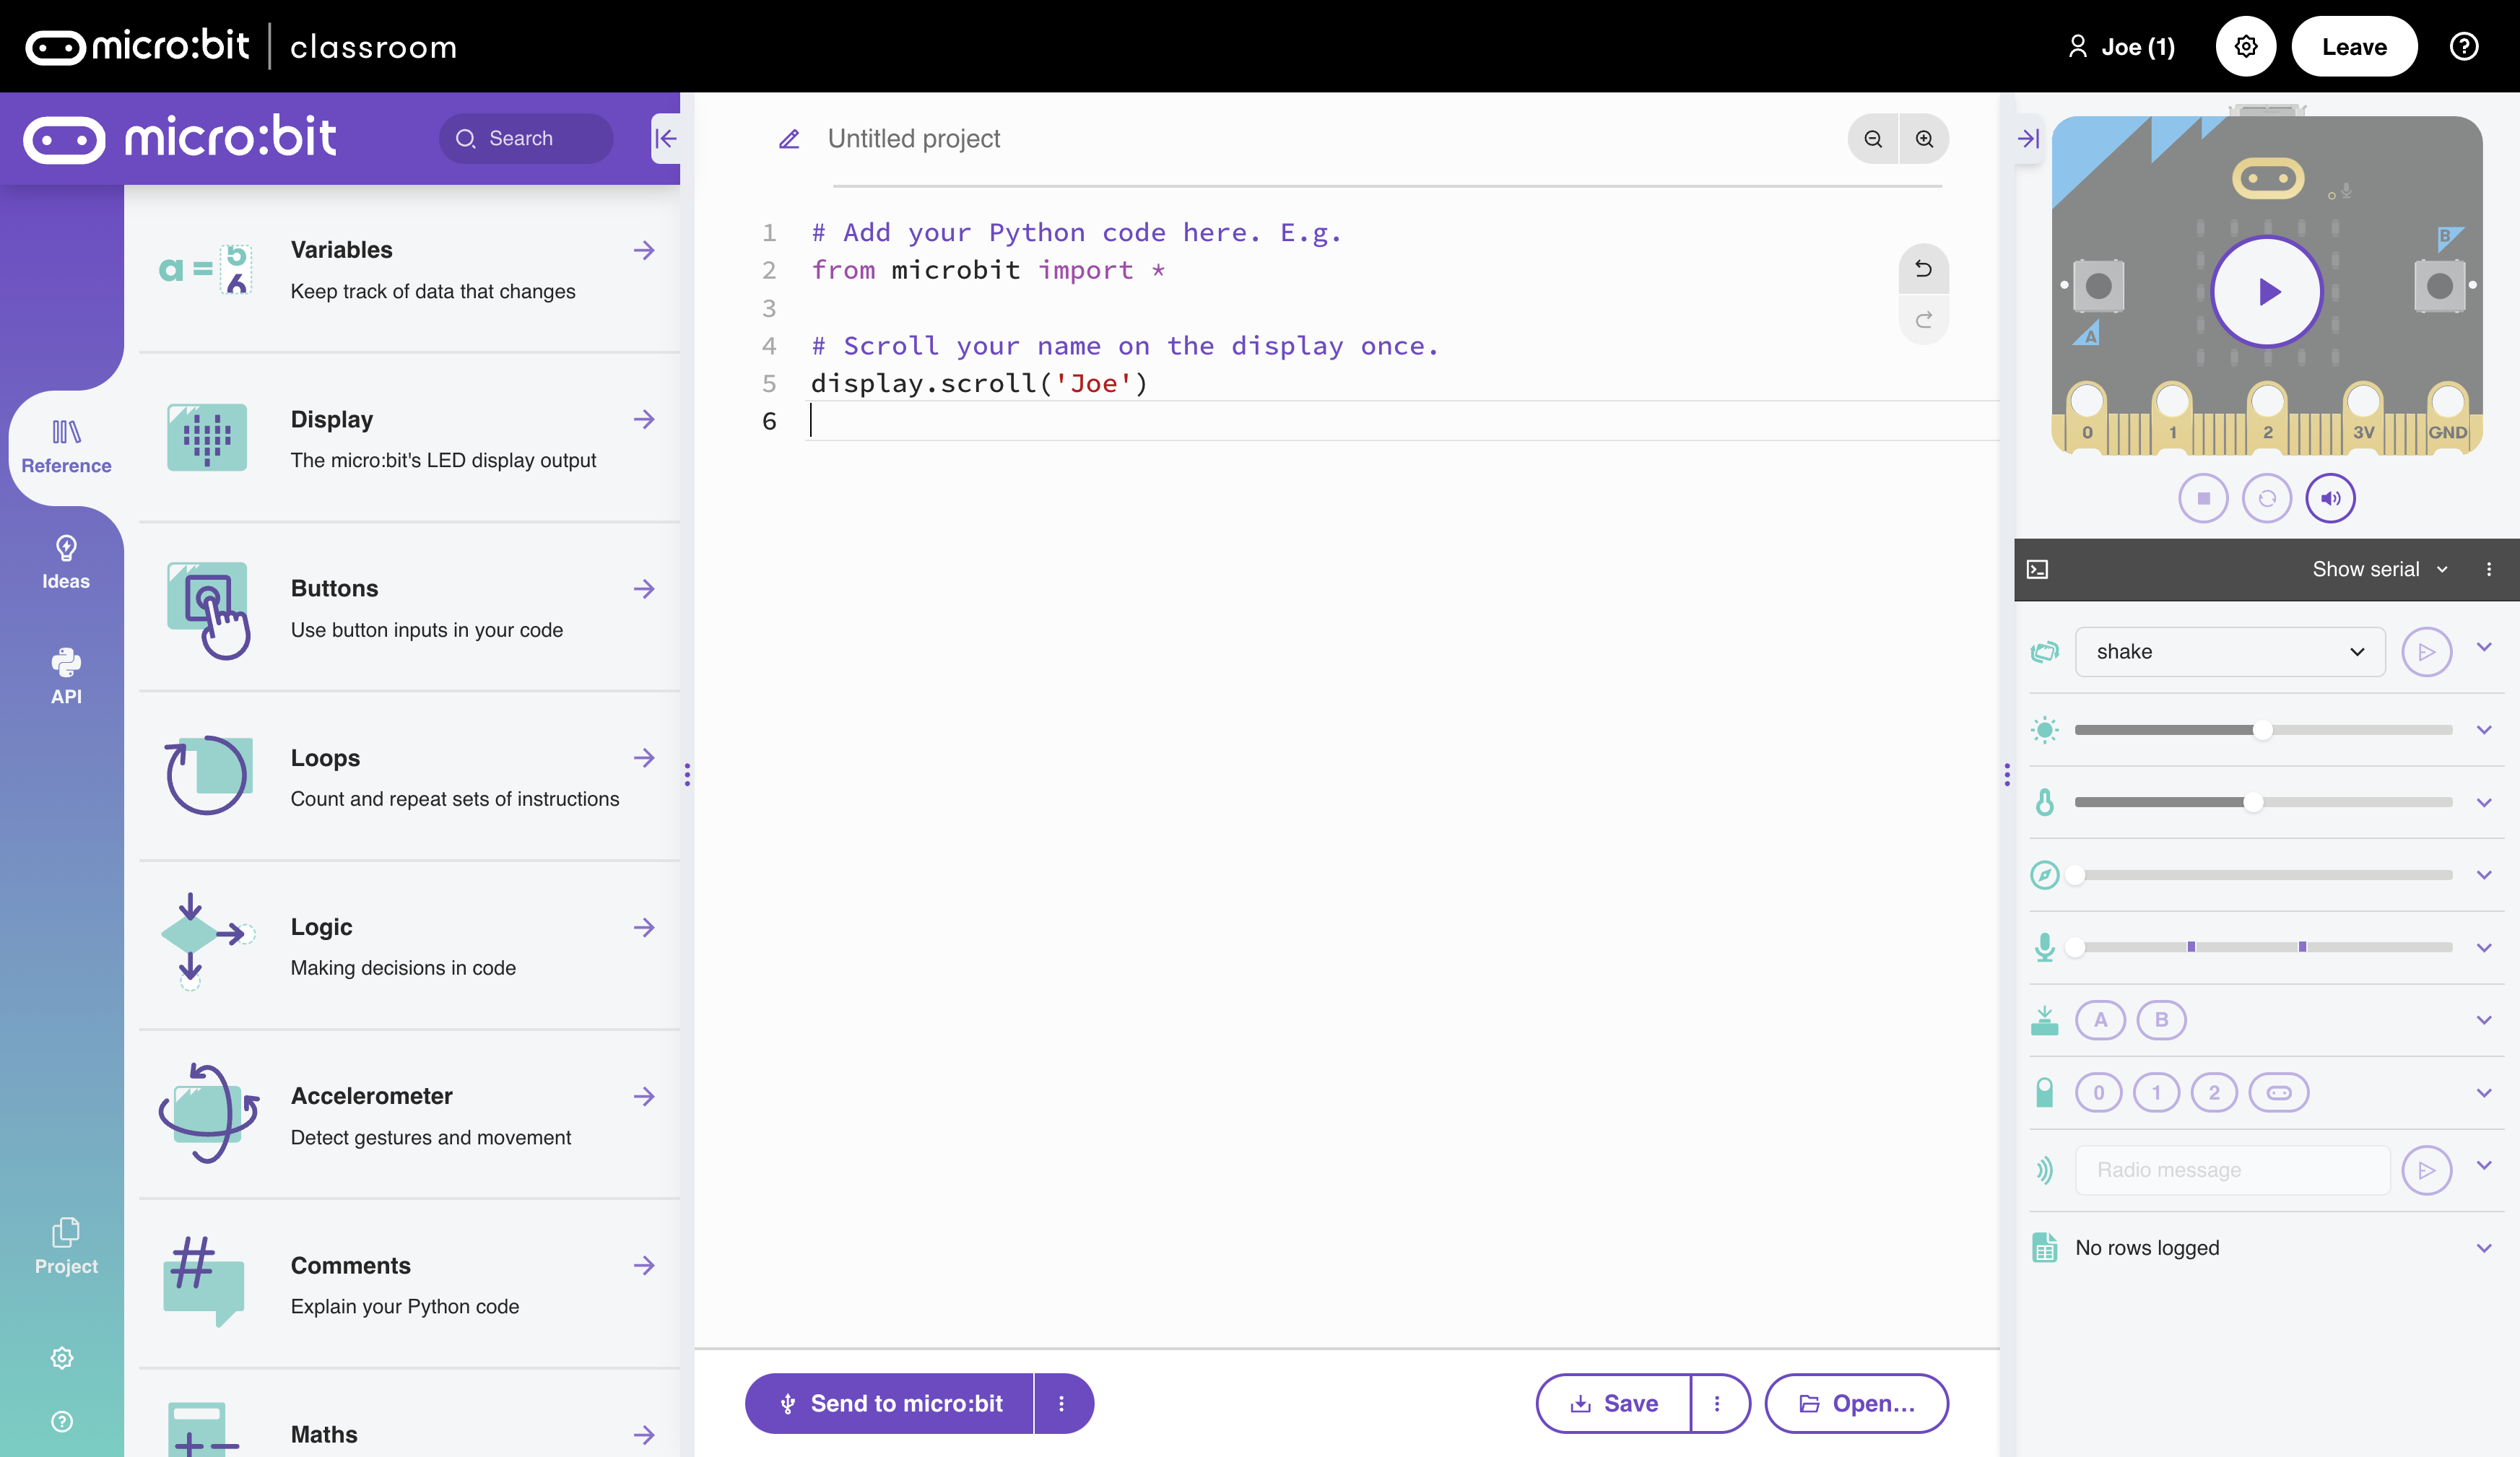 micro:bit | classroom
Joe (1)
Leave
micro:bit
Search
Reference
Ideas
API
Project
Variables
Keep track of data that changes
Display
The micro:bit's LED display output
Buttons
Use button inputs in your code
Loops
Count and repeat sets of instructions
Logic
Making decisions in code
Accelerometer
Detect gestures and movement
Comments
Explain your Python code
Maths
a = 5
6
Untitled project
1 # Add your Python code here. E.g.
2 from microbit import *
3
4 # Scroll your name on the display once.
5 display.scroll('Joe')
6
Send to micro:bit
Save
Open...
B
A
0 1 2 3V GND
Show serial
shake
A B
0 1 2
Radio message
No rows logged